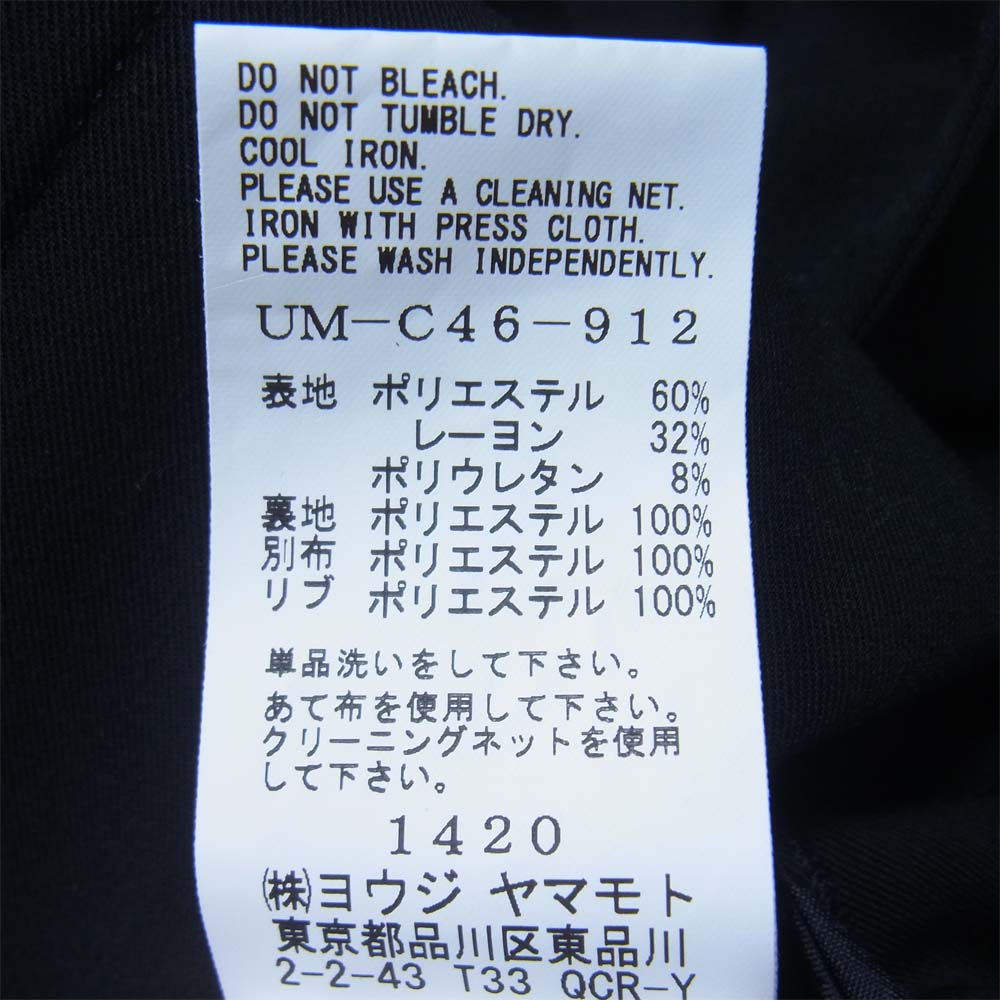 DO NOT BLEACH.
DO NOT TUMBLE DRY.
COOL IRON.
PLEASE USE A CLEANING NET.
IRON WITH PRESS CLOTH.
PLEASE WASH INDEPENDENTLY.
UM-C46-912
表地 ポリエステル 60%
レーヨン 32%
ポリウレタン 8%
裏地 ポリエステル 100%
別布 ポリエステル 100%
リブ ポリエステル 100%
単品洗いをして下さい。
あて布を使用して下さい。
クリーニングネットを使用
して下さい。
1420
㈱ヨウジ ヤマモト
東京都品川区東品川
2-2-43 T33 QCR-Y